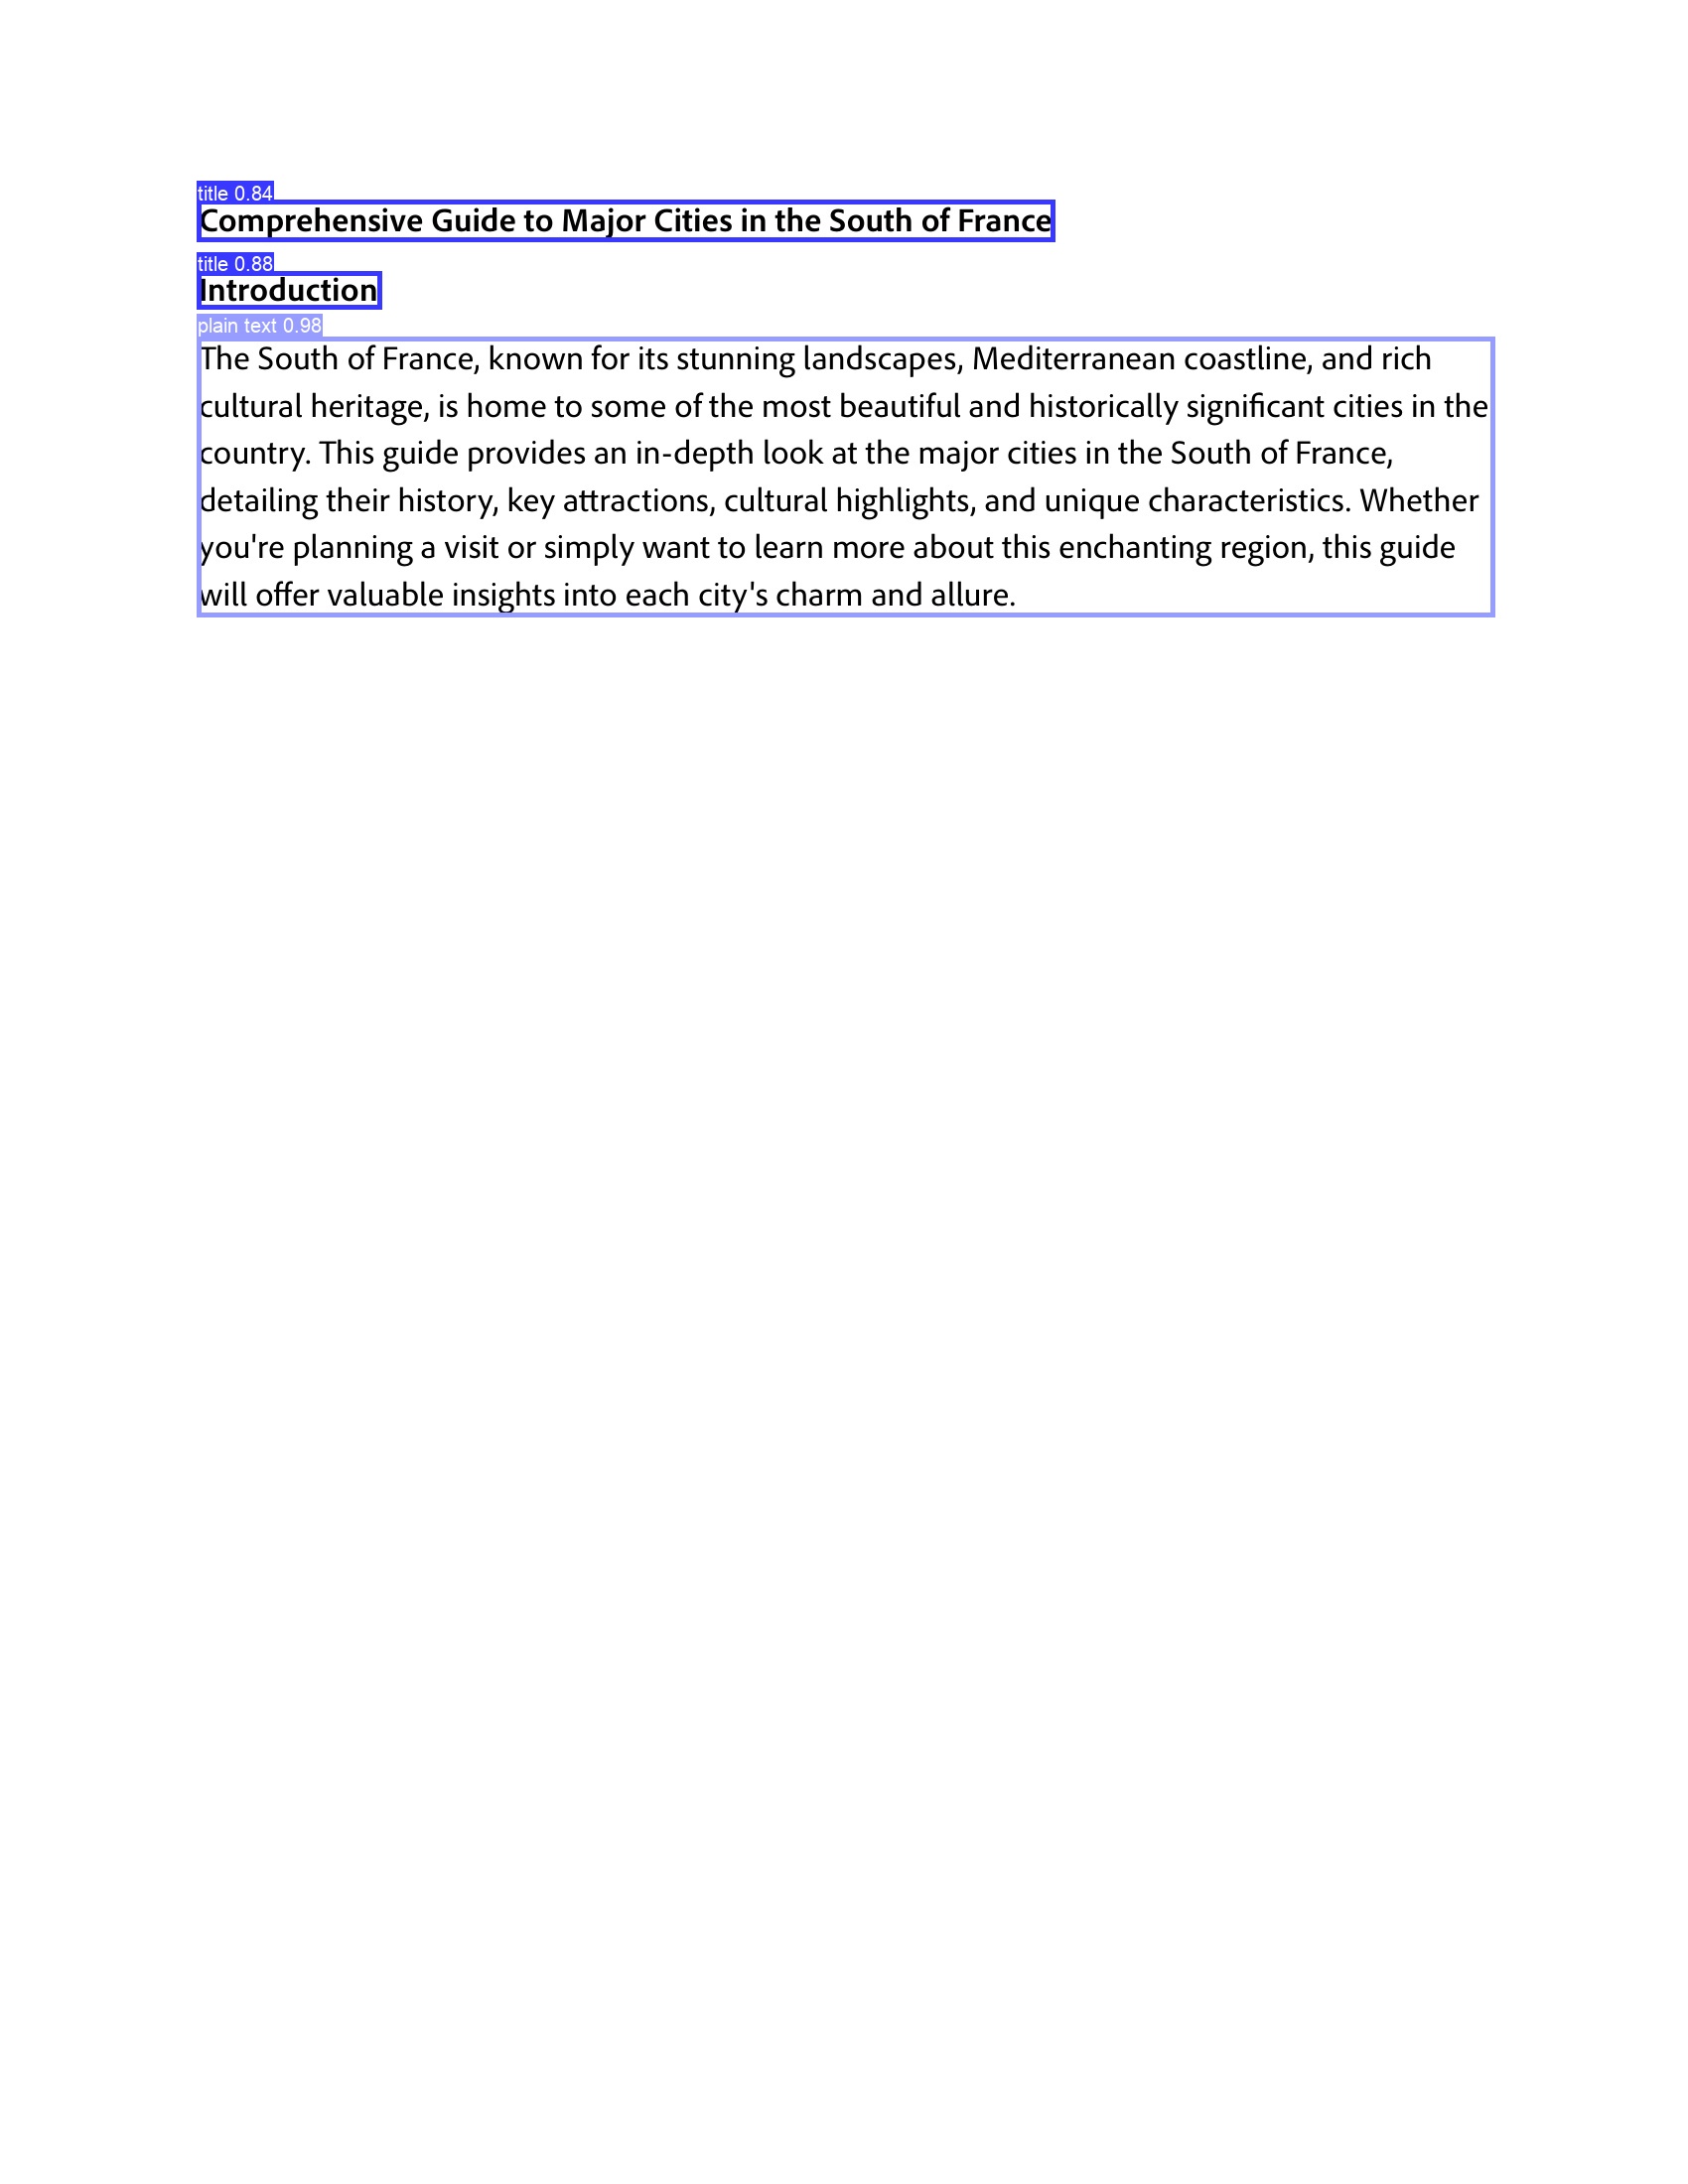 title 0.84
Comprehensive Guide to Major Cities in the South of France
title 0.88
Introduction
plain text 0.98
The South of France, known for its stunning landscapes, Mediterranean coastline, and rich
cultural heritage, is home to some of the most beautiful and historically significant cities in the
country. This guide provides an in-depth look at the major cities in the South of France,
detailing their history, key attractions, cultural highlights, and unique characteristics. Whether
you're planning a visit or simply want to learn more about this enchanting region, this guide
will offer valuable insights into each city's charm and allure.